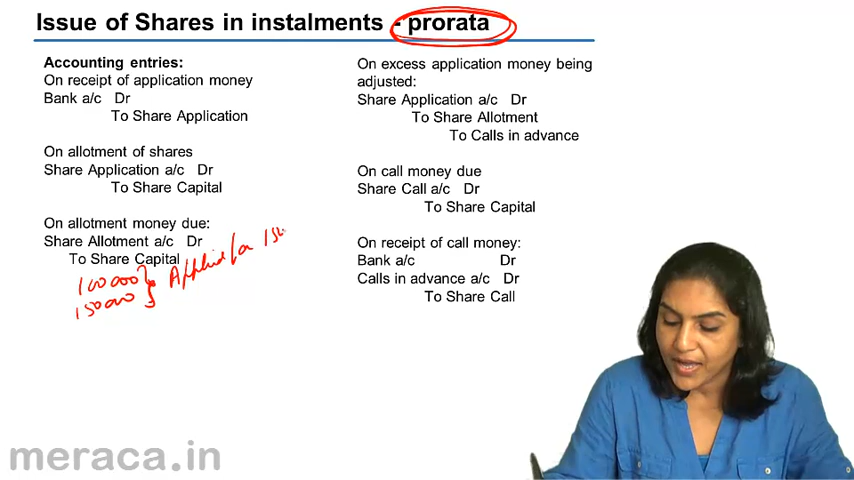 Issue of Shares in instalments - prorata
Accounting entries:
On receipt of application money
Bank a/c Dr
To Share Application
On allotment of shares
Share Application a/c Dr
To Share Capital
On allotment money due:
Share Allotment a/c Dr
To Share Capital
100000
150000
Applied for 15
On excess application money being
adjusted:
Share Application a/c Dr
To Share Allotment
To Calls in advance
On call money due
Share Call a/c Dr
To Share Capital
On receipt of call money:
Bank a/c Dr
Calls in advance a/c Dr
To Share Call
meraca.in